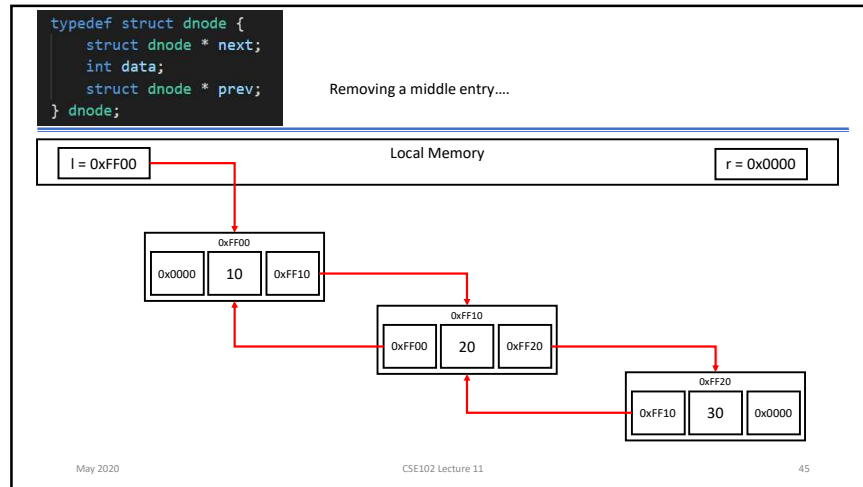 typedef struct dnode {
struct dnode * next;
int data;
struct dnode * prev;
} dnode;
Removing a middle entry....
Local Memory
l = 0xFF00
r = 0x0000
0xFF00
0x0000 10 0xFF10
0xFF10
0xFF00 20 0xFF20
0xFF20
0xFF10 30 0x0000
May 2020 CSE102 Lecture 11 45